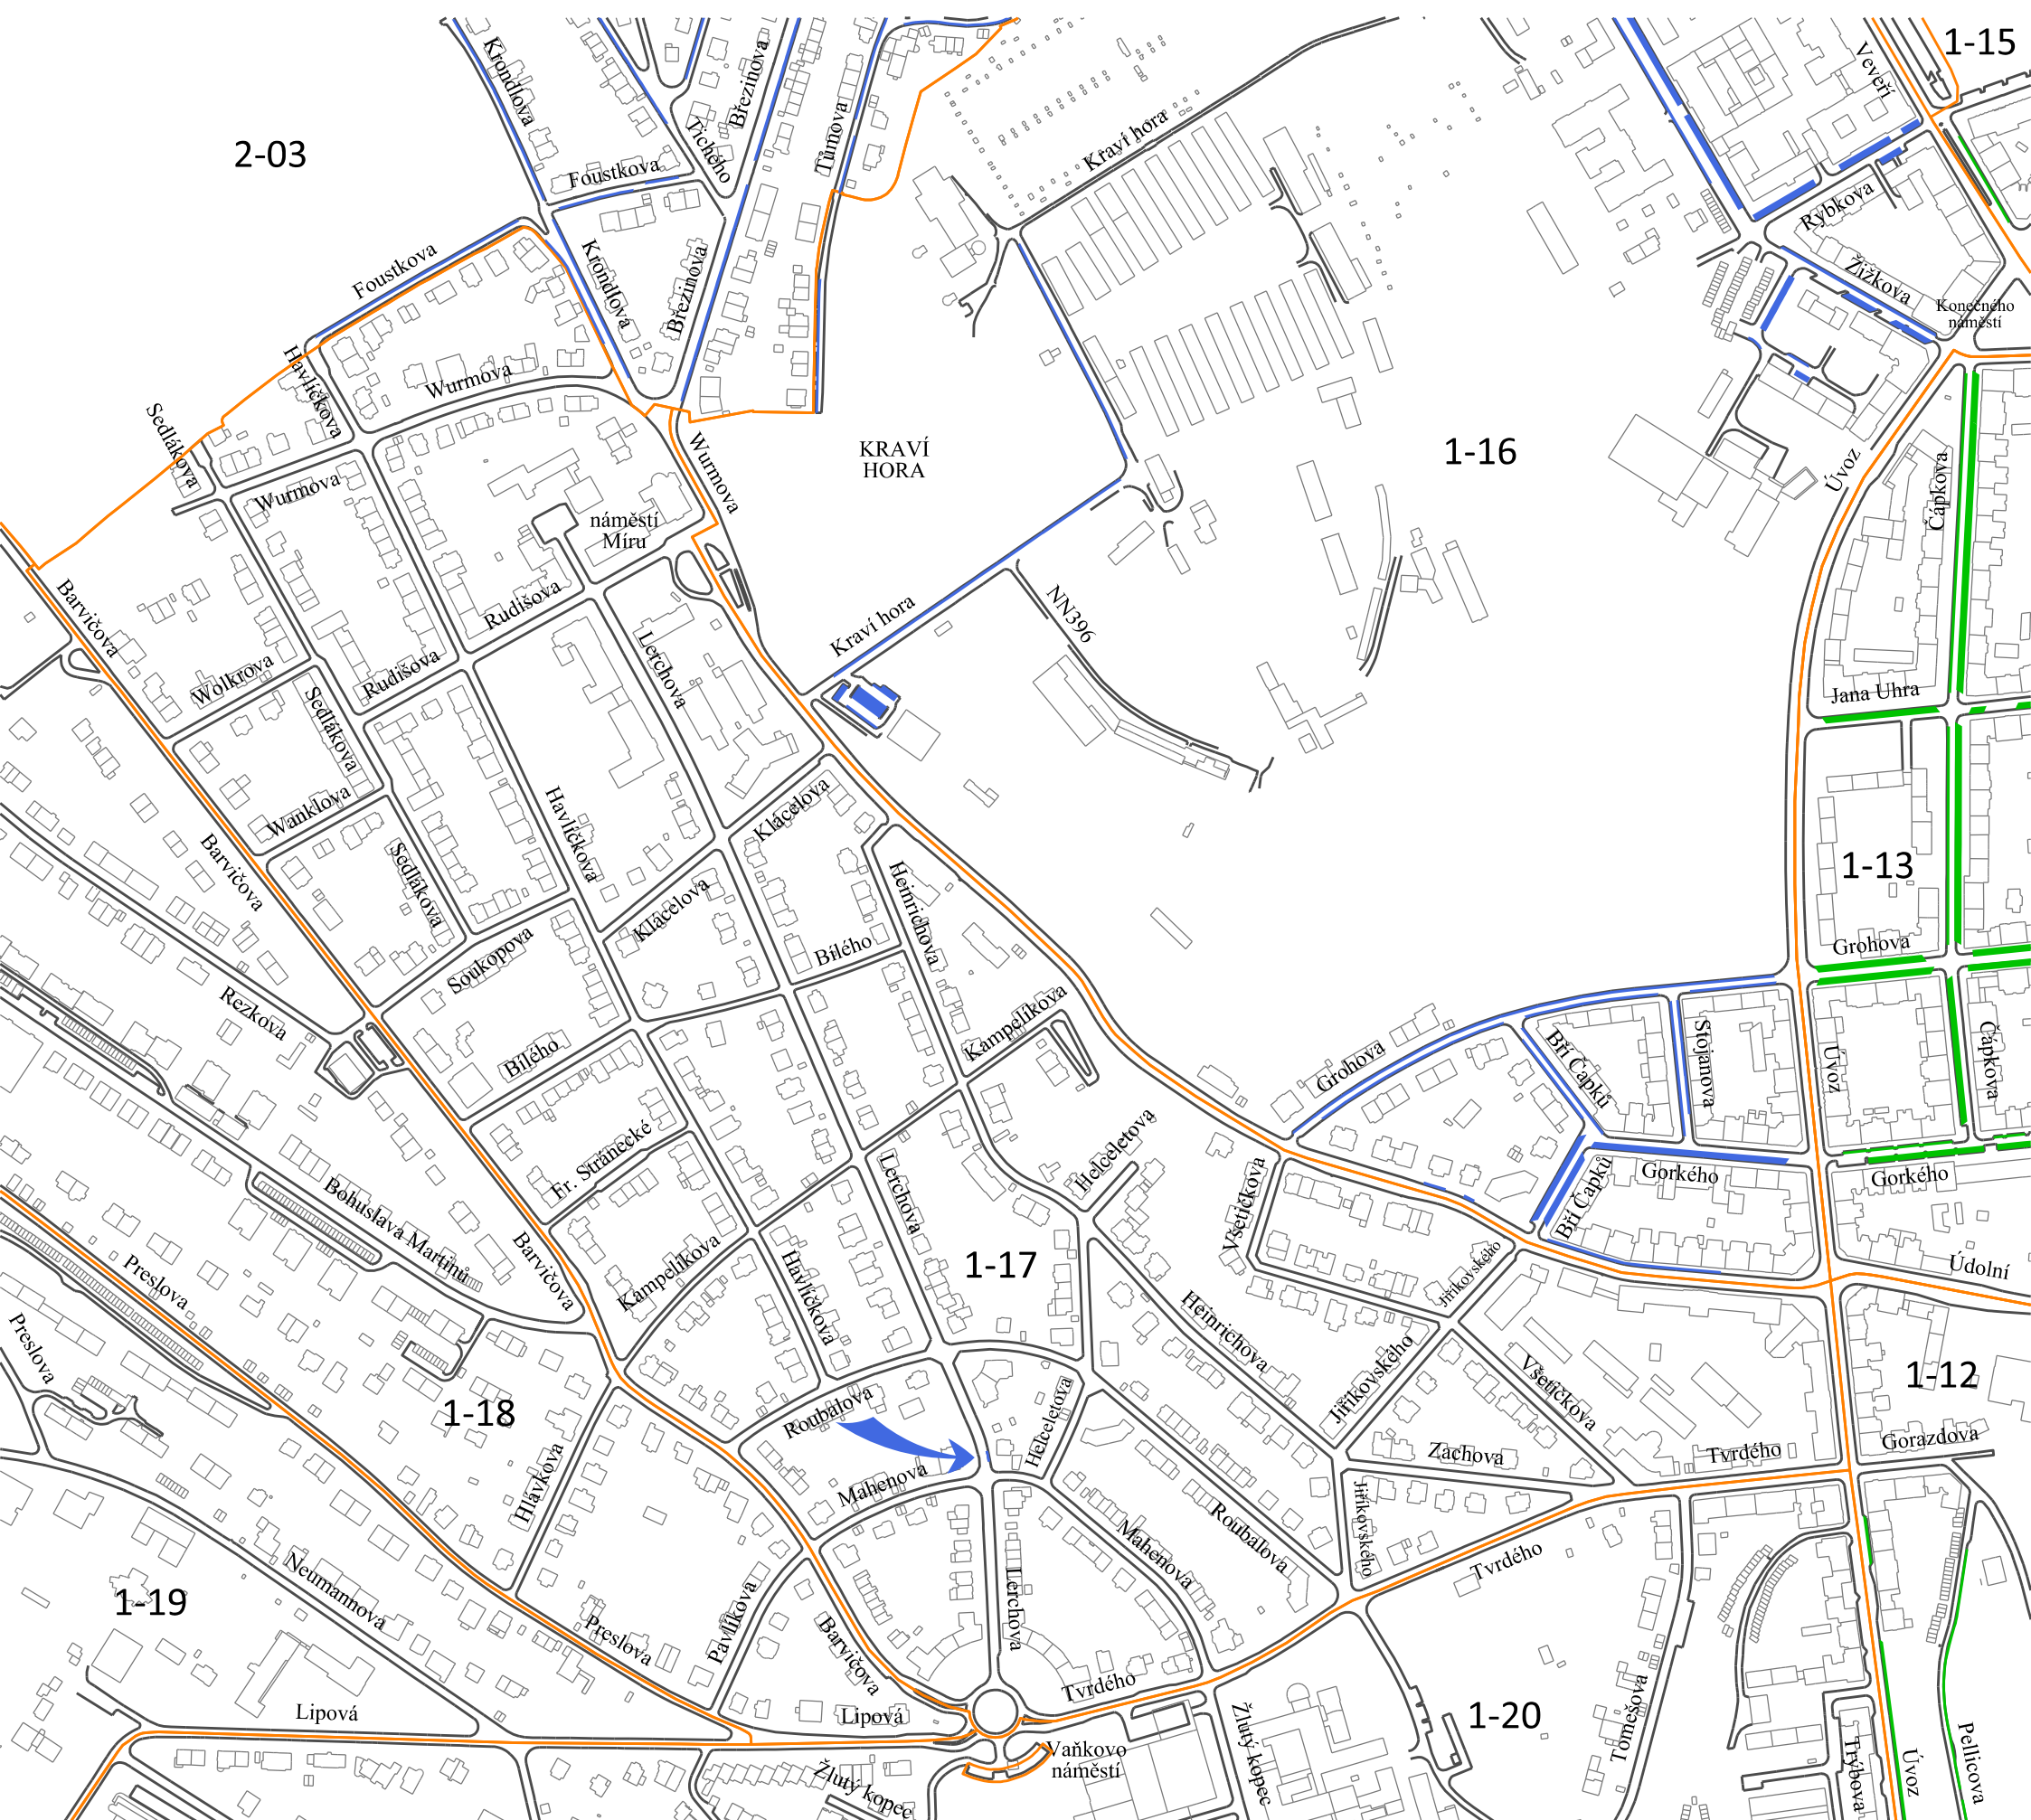 1-15
Veveří
Krondlova
Březinova
Tůmova
Tichého
Kraví hora
2-03
Foustkova
Rybkova
Foustkova
Krondlova
Březinova
Žižkova
Konečného
náměstí
Havlíčkova
Wurmova
Sedlákova
Wurmova
KRAVÍ
HORA
1-16
Úvoz
Čápkova
Wurmova
náměstí
Míru
Barvičova
Rudišova
Kraví hora
NN396
Lerchova
Wolkrova
Rudišova
Jana Uhra
Sedlákova
Wanklova
Havlíčkova
Klácelova
Barvičova
Sedlákova
Heinrichova
1-13
Klácelova
Bílého
Grohova
Soukopova
Rezkova
Kampelíkova
Bílého
Grohova
Bří Čapků
Stojanova
Úvoz
Čápkova
Fr. Stránecké
Helceletova
Gorkého
Gorkého
Lerchova
Všetičkova
Bří Čapků
Bohuslava Martinů
Barvičova
Kampelíkova
Havlíčkova
1-17
Jiříkovského
Údolní
Preslova
Preslova
Heinrichova
Jiříkovského
Všetičkova
1-12
1-18
Roubalova
Helceletova
Zachova
Tvrdého
Gorazdova
Hlávkova
Mahenova
Jiříkovského
Roubalova
Mahenova
Tvrdého
1-19
Neumannova
Lerchova
Preslova
Pavlíkova
Barvičova
Tvrdého
Lipová
Lipová
1-20
Tomešova
Žlutý kopec
Vaňkovo
náměstí
Žlutý kopec
Trýbova
Úvoz
Pellicova